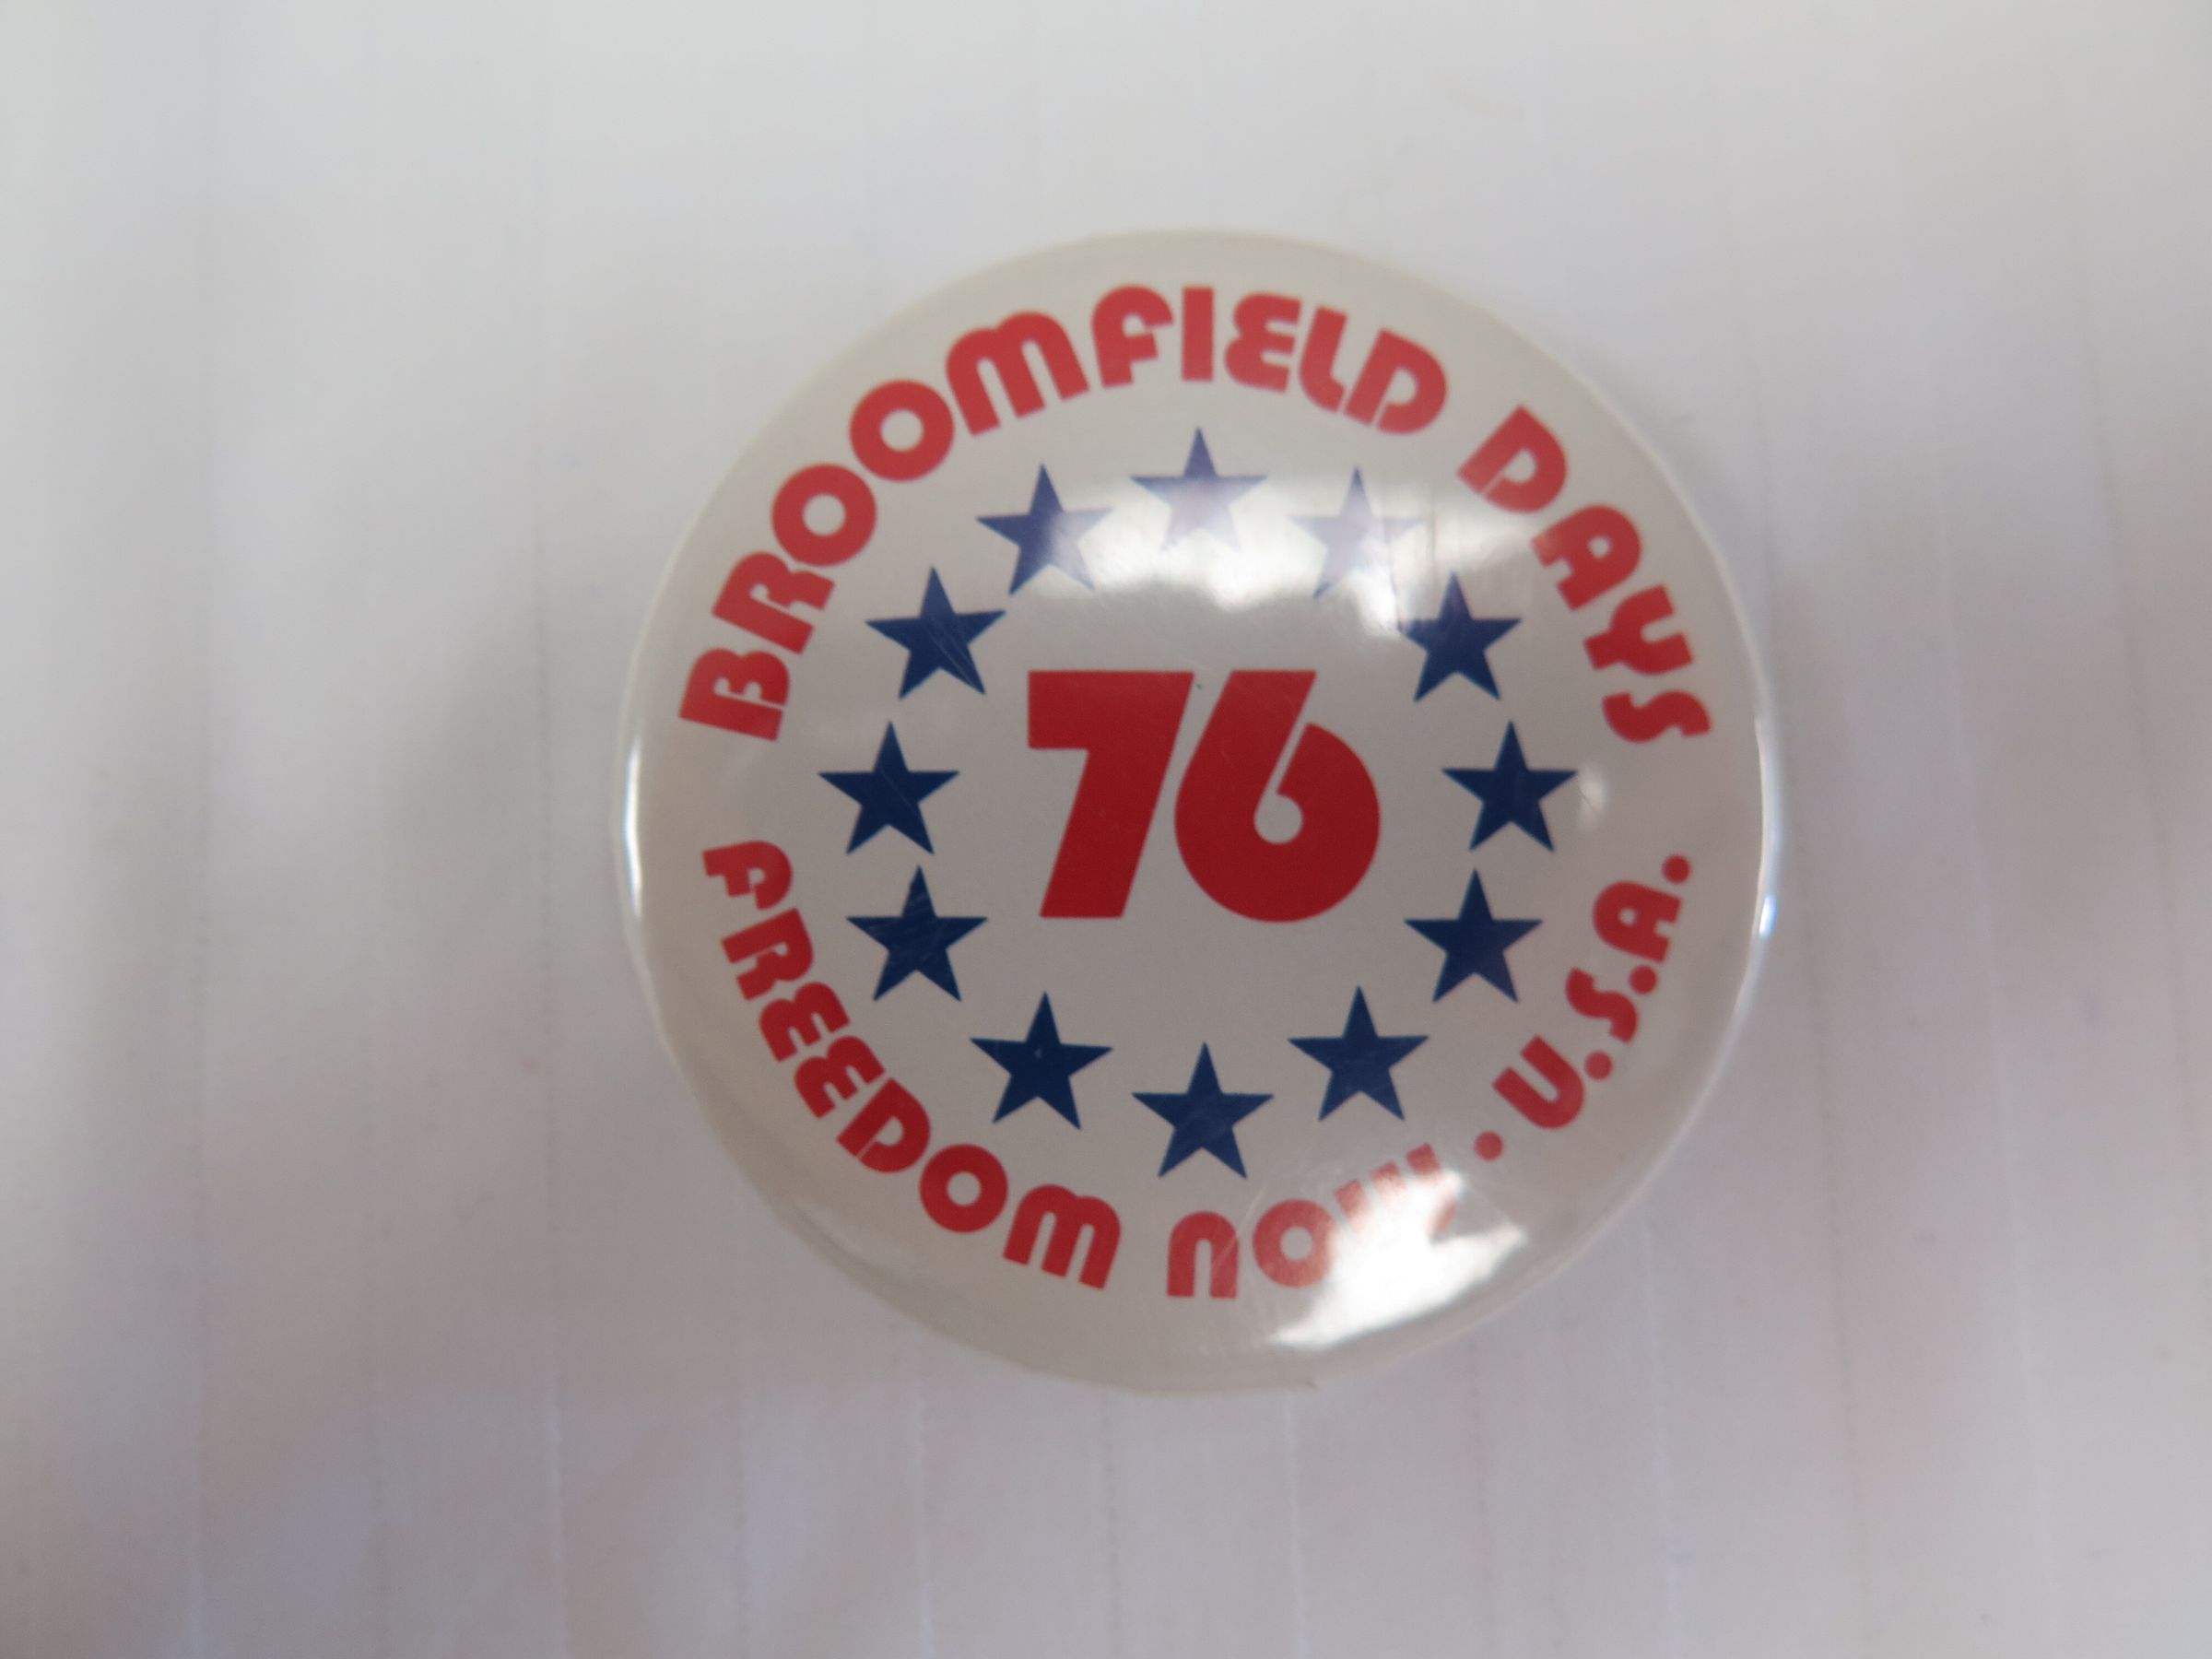 BROOMFIELD DAYS
76
FREEDOM NOW • U.S.A.